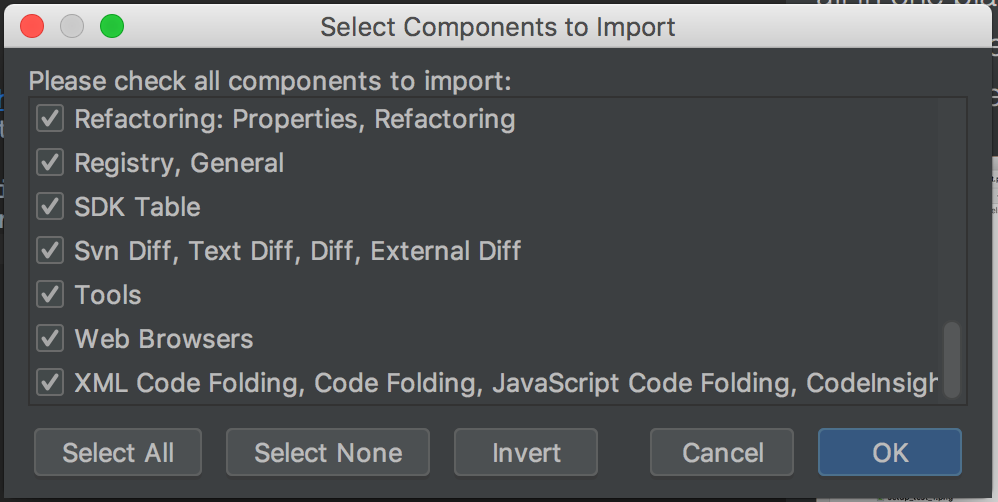 Select Components to Import
Please check all components to import:
Refactoring: Properties, Refactoring
Registry, General
SDK Table
Svn Diff, Text Diff, Diff, External Diff
Tools
Web Browsers
XML Code Folding, Code Folding, JavaScript Code Folding, CodeInsigh
Select All
Select None
Invert
Cancel
OK